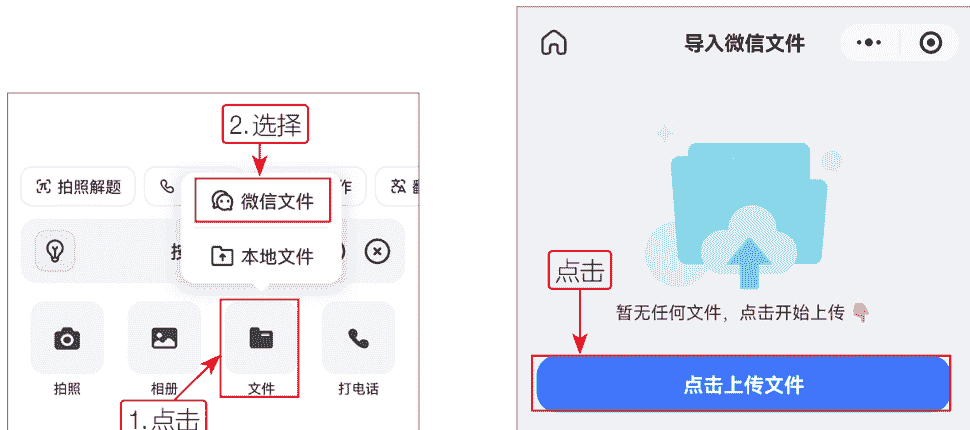 2.选择
拍照解题
作
微信文件
本地文件
按
拍照
相册
文件
打电话
1.点击
导入微信文件
点击
暂无任何文件，点击开始上传
点击上传文件